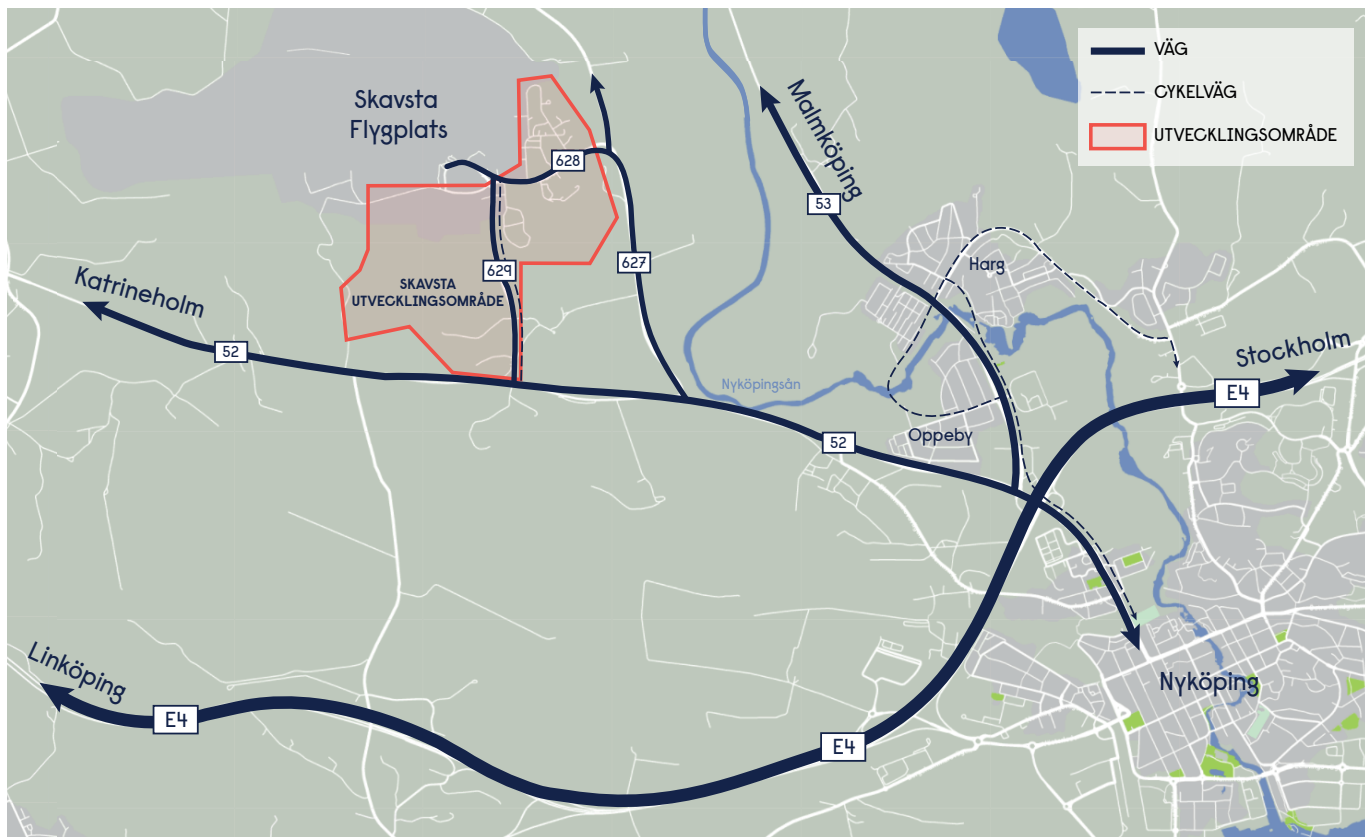 VÄG
CYKELVÄG
UTVECKLINGSOMRÅDE
Skavsta
Flygplats
Malmköping
628
53
Harg
627
629
SKAVSTA
UTVECKLINGSOMRÅDE
Katrineholm
52
Stockholm
E4
Nyköpingsån
Oppeby
52
Linköping
Nyköping
E4
E4